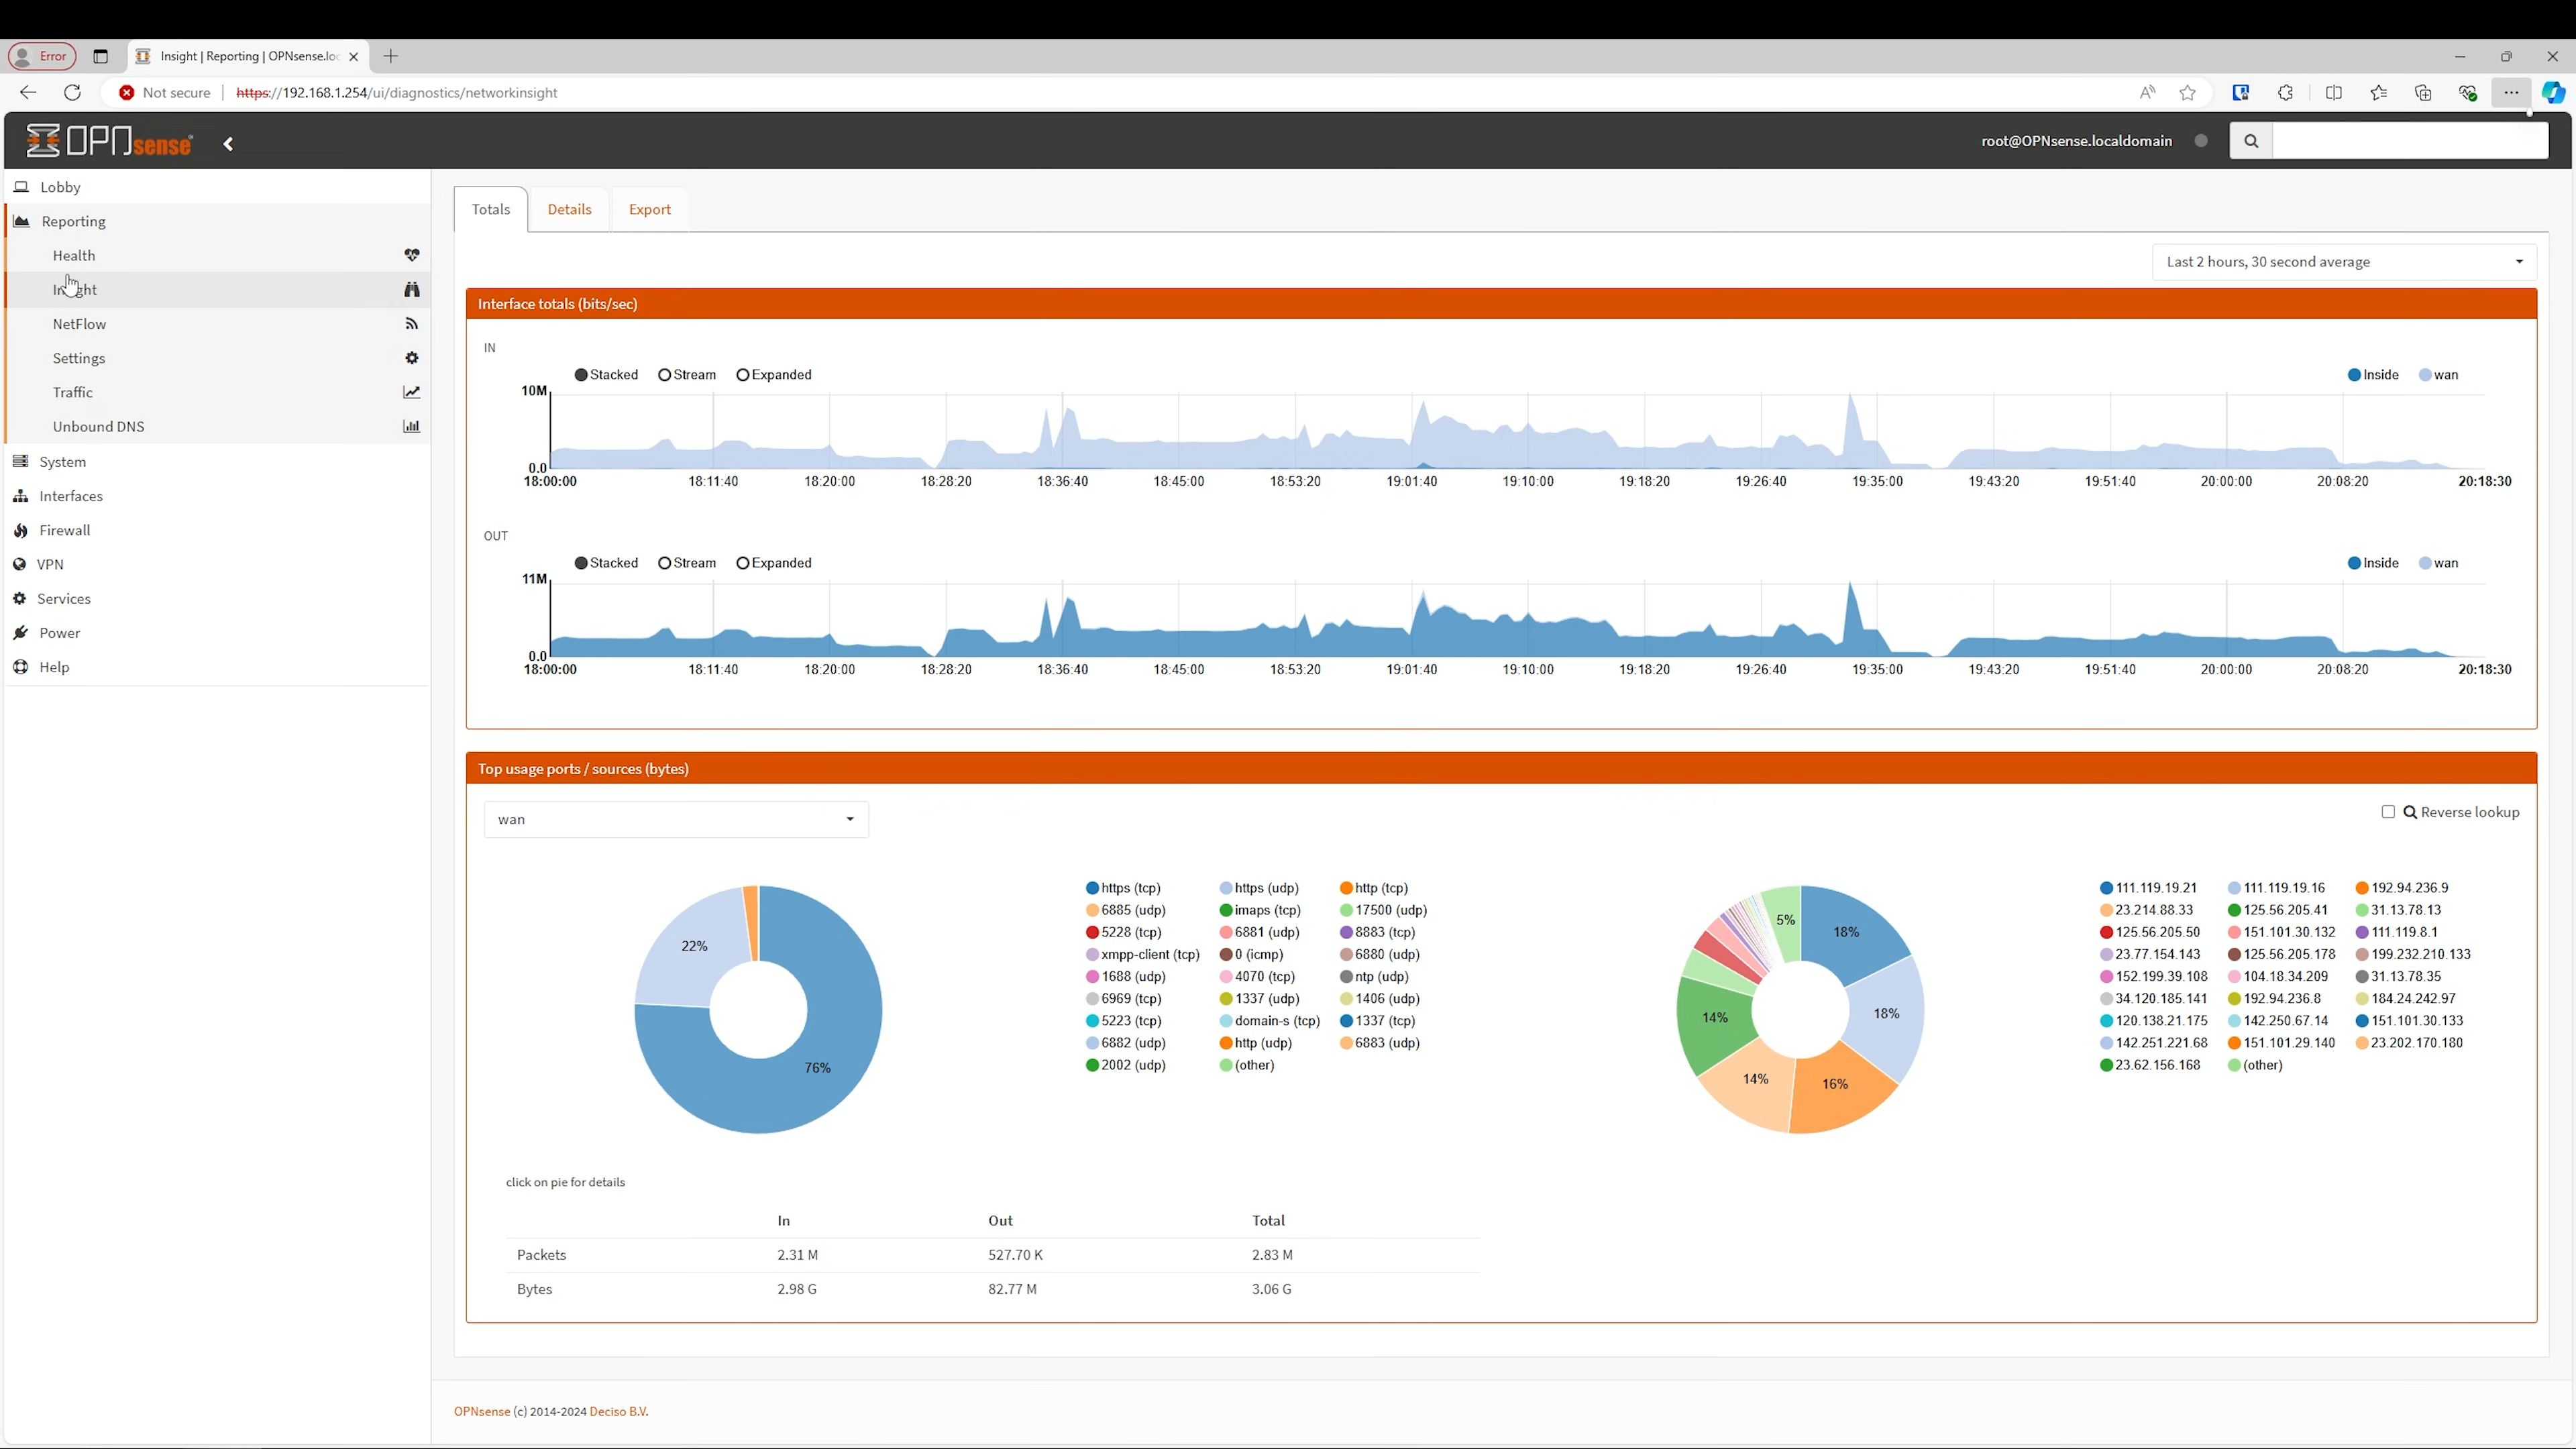 Error
Insight | Reporting | OPNsense.loc
Not secure
https://192.168.1.254/ui/diagnostics/networkinsight
OPNsense
root@OPNsense.localdomain
Lobby
Reporting
Health
Insight
NetFlow
Settings
Traffic
Unbound DNS
System
Interfaces
Firewall
VPN
Services
Power
Help
Totals Details Export
Last 2 hours, 30 second average
Interface totals (bits/sec)
IN
Stacked Stream Expanded Inside wan
10M
0.0
18:00:00 18:11:40 18:20:00 18:28:20 18:36:40 18:45:00 18:53:20 19:01:40 19:10:00 19:18:20 19:26:40 19:35:00 19:43:20 19:51:40 20:00:00 20:08:20 20:18:30
OUT
Stacked Stream Expanded Inside wan
11M
0.0
18:00:00 18:11:40 18:20:00 18:28:20 18:36:40 18:45:00 18:53:20 19:01:40 19:10:00 19:18:20 19:26:40 19:35:00 19:43:20 19:51:40 20:00:00 20:08:20 20:18:30
Top usage ports / sources (bytes)
wan
Reverse lookup
22%
76%
https (tcp) https (udp) http (tcp)
6885 (udp) imaps (tcp) 17500 (udp)
5228 (tcp) 6881 (udp) 8883 (tcp)
xmpp-client (tcp) 0 (icmp) 6880 (udp)
1688 (udp) 4070 (tcp) ntp (udp)
6969 (tcp) 1337 (udp) 1406 (udp)
5223 (tcp) domain-s (tcp) 1337 (tcp)
6882 (udp) http (udp) 6883 (udp)
2002 (udp) (other)
5%
18%
14%
18%
14%
16%
111.119.19.21 111.119.19.16 192.94.236.9
23.214.88.33 125.56.205.41 31.13.78.13
125.56.205.50 151.101.30.132 111.119.8.1
23.77.154.143 125.56.205.178 199.232.210.133
152.199.39.108 104.18.34.209 31.13.78.35
34.120.185.141 192.94.236.8 184.24.242.97
120.138.21.175 142.250.67.14 151.101.30.133
142.251.221.68 151.101.29.140 23.202.170.180
23.62.156.168 (other)
click on pie for details
In Out Total
Packets 2.31 M 527.70 K 2.83 M
Bytes 2.98 G 82.77 M 3.06 G
OPNsense (c) 2014-2024 Deciso B.V.